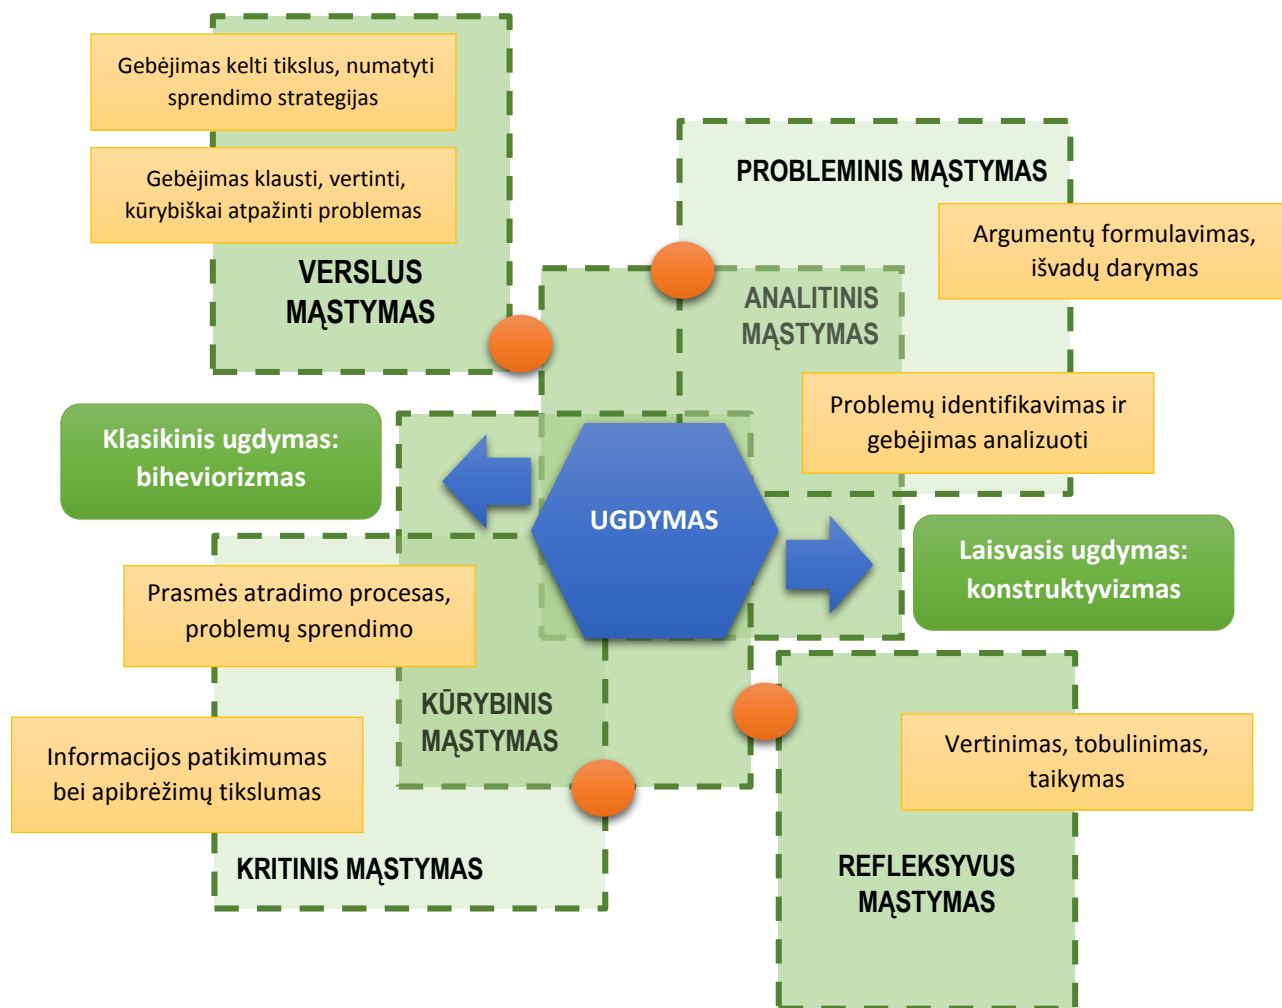 Gebėjimas kelti tikslus, numatyti
sprendimo strategijas
Gebėjimas klausti, vertinti,
kūrybiškai atpažinti problemas
VERSLUS
MĄSTYMAS
PROBLEMINIS MĄSTYMAS
Argumentų formulavimas,
išvadų darymas
ANALITINIS
MĄSTYMAS
Problemų identifikavimas ir
gebėjimas analizuoti
Klasikinis ugdymas:
biheviorizmas
UGDYMAS
Laisvasis ugdymas:
konstruktyvizmas
Prasmės atradimo procesas,
problemų sprendimo
KŪRYBINIS
MĄSTYMAS
Informacijos patikimumas
bei apibrėžimų tikslumas
KRITINIS MĄSTYMAS
Vertinimas, tobulinimas,
taikymas
REFLEKSYVUS
MĄSTYMAS